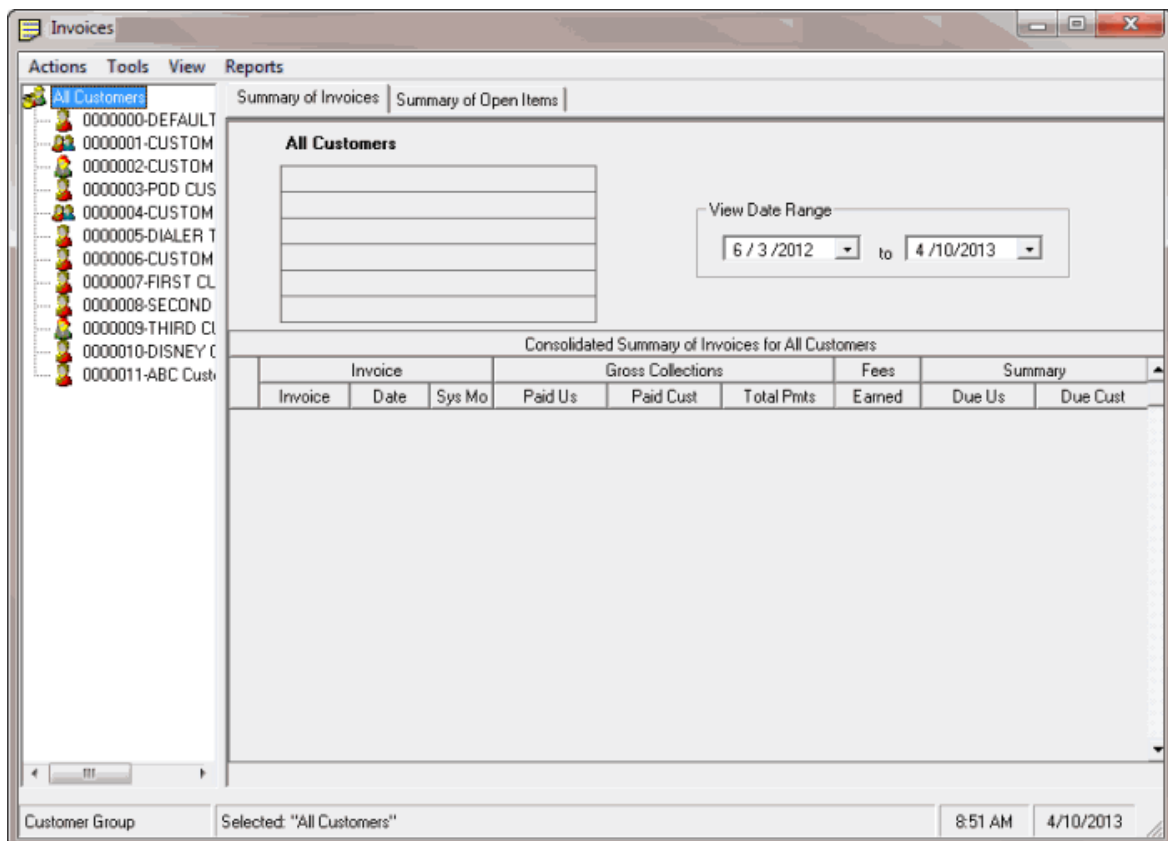 Invoices
Actions Tools View Reports
All Customers
0000000-DEFAULT
0000001-CUSTOM
0000002-CUSTOM
0000003-POD CUS
0000004-CUSTOM
0000005-DIALER T
0000006-CUSTOM
0000007-FIRST CL
0000008-SECOND
0000009-THIRD CL
0000010-DISNEY C
0000011-ABC Cust
Summary of Invoices Summary of Open Items
All Customers
View Date Range
6 / 3 /2012 to 4 /10/2013
Consolidated Summary of Invoices for All Customers
Invoice Gross Collections Fees Summary
Invoice Date Sys Mo Paid Us Paid Cust Total Pmts Earned Due Us Due Cust
Customer Group Selected: "All Customers" 8:51 AM 4/10/2013